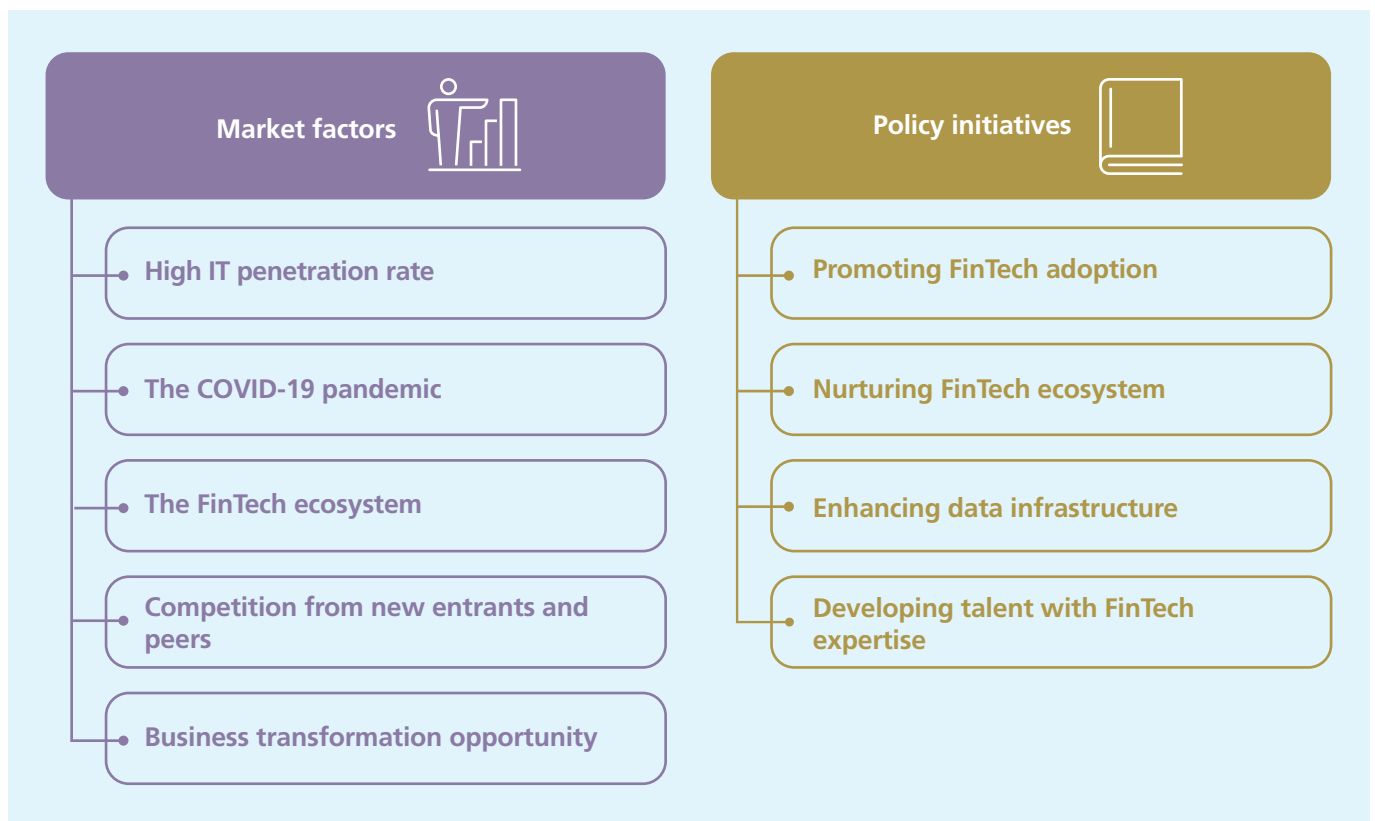 Market factors
High IT penetration rate
The COVID-19 pandemic
The FinTech ecosystem
Competition from new entrants and
peers
Business transformation opportunity
Policy initiatives
Promoting FinTech adoption
Nurturing FinTech ecosystem
Enhancing data infrastructure
Developing talent with FinTech
expertise